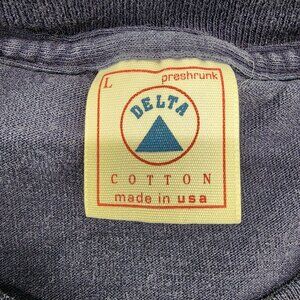 L preshrunk
DELTA
COTTON
made in usa